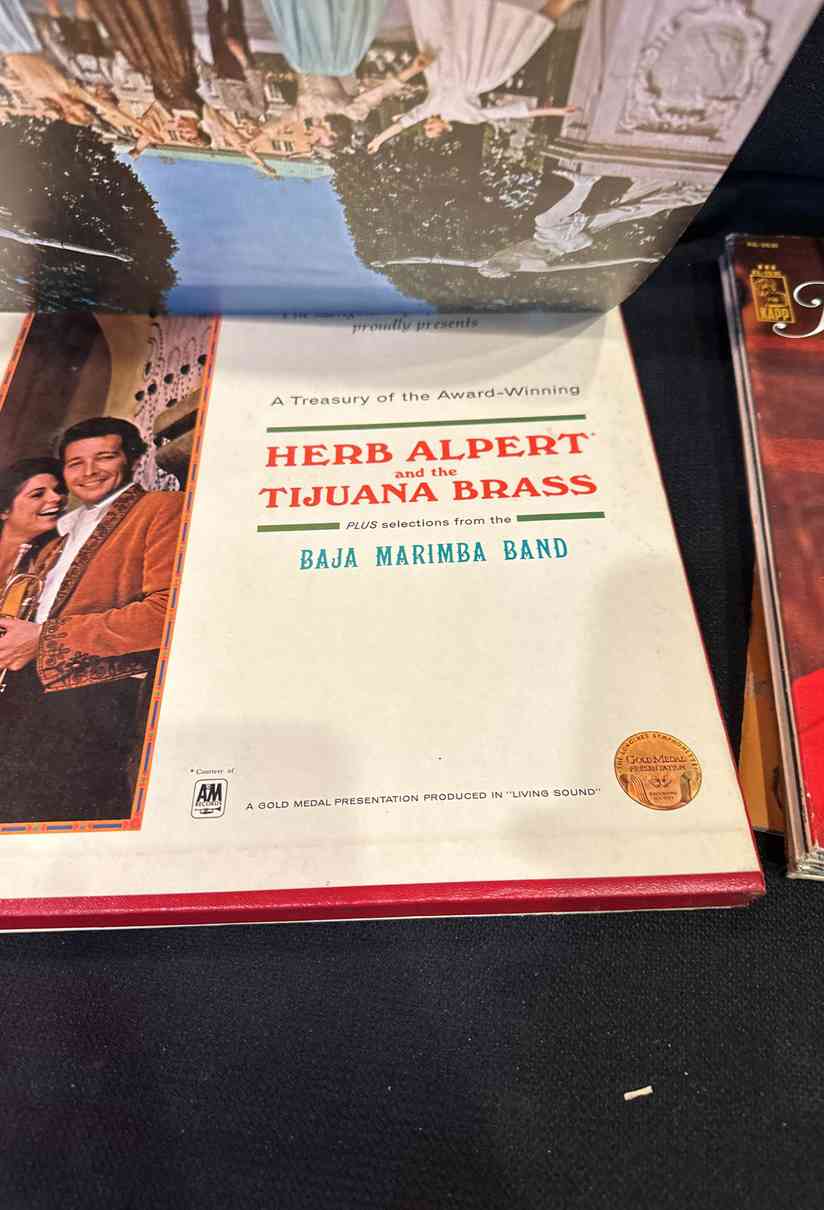 proudly presents
A Treasury of the Award-Winning
HERB ALPERT*
and the
TIJUANA BRASS
PLUS selections from the
BAJA MARIMBA BAND
* Courtesy of
A&M
RECORDS
A GOLD MEDAL PRESENTATION PRODUCED IN "LIVING SOUND"
GOLD MEDAL
PRESENTATION
KAPP